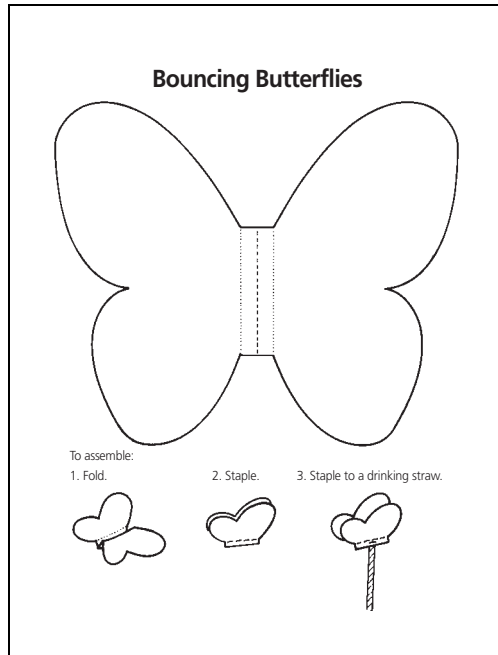 Bouncing Butterflies
To assemble:
1. Fold.
2. Staple.
3. Staple to a drinking straw.